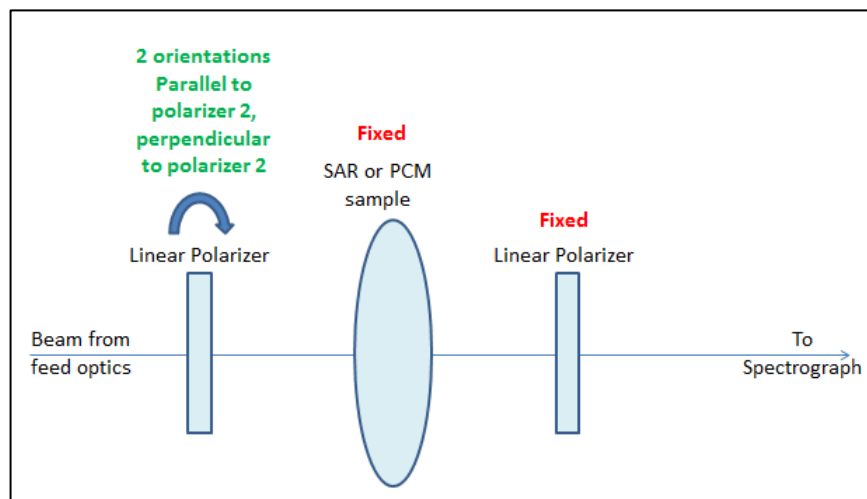 2 orientations
Parallel to
polarizer 2,
perpendicular
to polarizer 2
Fixed
SAR or PCM
sample
Fixed
Linear Polarizer
Linear Polarizer
Beam from
feed optics
To
Spectrograph